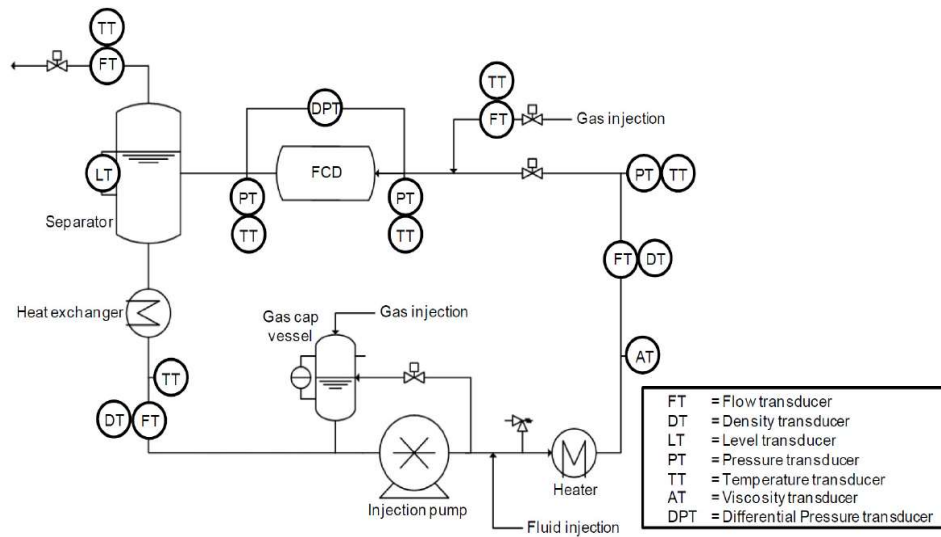 TT
FT
TT
DPT
FT
Gas injection
LT
FCD
PT
TT
PT
TT
PT
TT
Separator
FT
DT
Heat exchanger
Gas cap
vessel
Gas injection
AT
TT
DT
FT
Injection pump
Heater
Fluid injection
FT = Flow transducer
DT = Density transducer
LT = Level transducer
PT = Pressure transducer
TT = Temperature transducer
AT = Viscosity transducer
DPT = Differential Pressure transducer